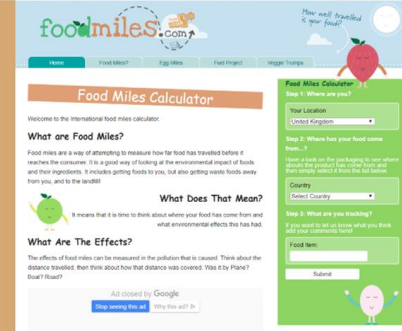 foodmiles.com
How well travelled
is your food?
Home
Food Miles?
Egg Miles
Fuel Project
Veggie Trumps
Food Miles Calculator
Welcome to the International food miles calculator.
What are Food Miles?
Food miles are a way of attempting to measure how far food has travelled before it
reaches the consumer. It is a good way of looking at the environmental impact of foods
and their ingredients. It includes getting foods to you, but also getting waste foods away
from you, and to the landfill!
What Does That Mean?
It means that it is time to think about where your food has come from and
what environmental effects this has had.
What Are The Effects?
The effects of food miles can be measured in the pollution that is caused. Think about the
distance travelled, then think about how that distance was covered. Was it by Plane?
Boat? Road?
Ad closed by Google
Stop seeing this ad
Why this ad?
Food Miles Calculator
Step 1: Where are you?
Your Location
United Kingdom
Step 2: Where has your food come
from...?
Have a look on the packaging to see where
abouts the product has come from and
then simply select it from the list below.
Country
Select Country
Step 3: What are you tracking?
If you want to let us know what you think
add your comments here!
Food Item:
Submit